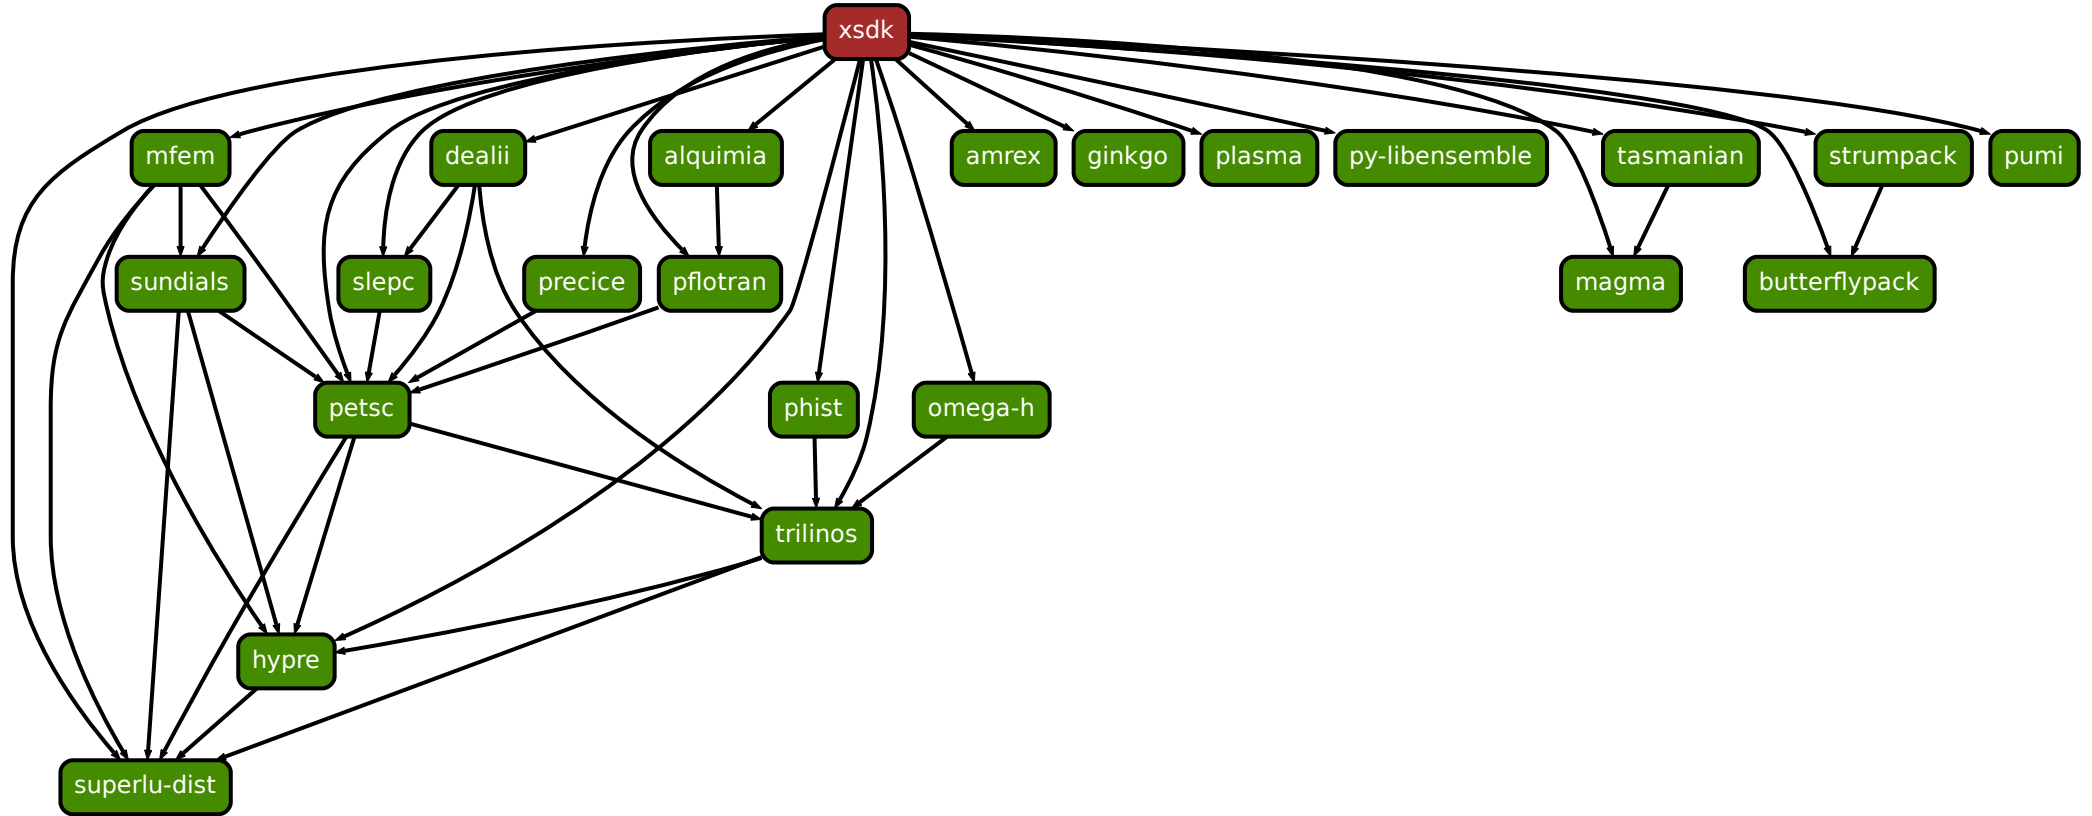 xsdk
mfem
dealii
alquimia
amrex
ginkgo
plasma
py-libensemble
tasmanian
strumpack
pumi
sundials
slepc
precice
pflotran
magma
butterflypack
petsc
phist
omega-h
trilinos
hypre
superlu-dist